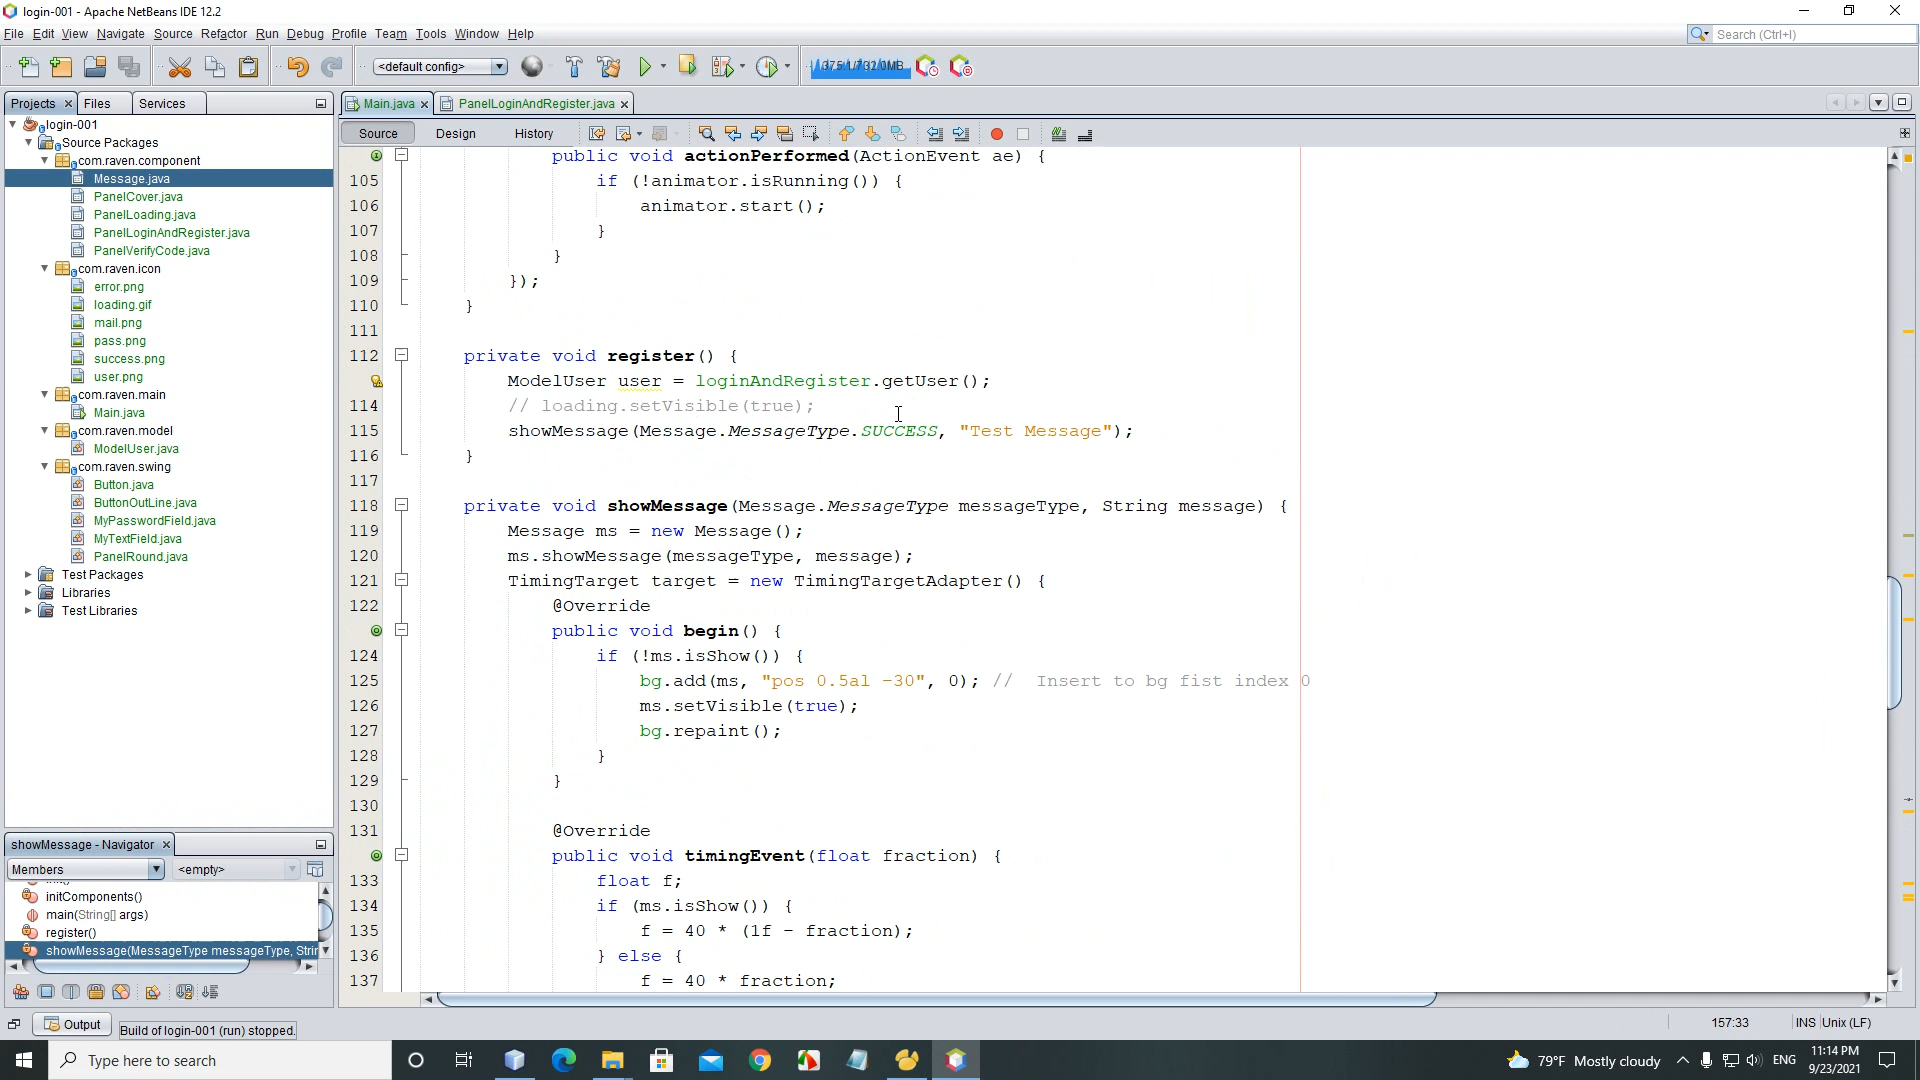 login-001 - Apache NetBeans IDE 12.2
File Edit View Navigate Source Refactor Run Debug Profile Team Tools Window Help
Search (Ctrl+I)
<default config>
Projects Files Services
Main.java PanelLoginAndRegister.java
Source Design History
login-001
Source Packages
com.raven.component
Message.java
PanelCover.java
PanelLoading.java
PanelLoginAndRegister.java
PanelVerifyCode.java
com.raven.icon
error.png
loading.gif
mail.png
pass.png
success.png
user.png
com.raven.main
Main.java
com.raven.model
ModelUser.java
com.raven.swing
Button.java
ButtonOutLine.java
MyPasswordField.java
MyTextField.java
PanelRound.java
Test Packages
Libraries
Test Libraries
showMessage - Navigator
Members <empty>
initComponents()
main(String[] args)
register()
showMessage(MessageType messageType, Strin
public void actionPerformed(ActionEvent ae) {
105 if (!animator.isRunning()) {
106 animator.start();
107 }
108 }
109 });
110 }
111
112 private void register() {
ModelUser user = loginAndRegister.getUser();
114 // loading.setVisible(true);
115 showMessage(Message.MessageType.SUCCESS, "Test Message");
116 }
117
118 private void showMessage(Message.MessageType messageType, String message) {
119 Message ms = new Message();
120 ms.showMessage(messageType, message);
121 TimingTarget target = new TimingTargetAdapter() {
122 @Override
public void begin() {
124 if (!ms.isShow()) {
125 bg.add(ms, "pos 0.5al -30", 0); // Insert to bg fist index 0
126 ms.setVisible(true);
127 bg.repaint();
128 }
129 }
130
131 @Override
public void timingEvent(float fraction) {
133 float f;
134 if (ms.isShow()) {
135 f = 40 * (1f - fraction);
136 } else {
137 f = 40 * fraction;
Output
Build of login-001 (run) stopped.
157:33 INS Unix (LF)
Type here to search
79°F Mostly cloudy
ENG
11:14 PM
9/23/2021